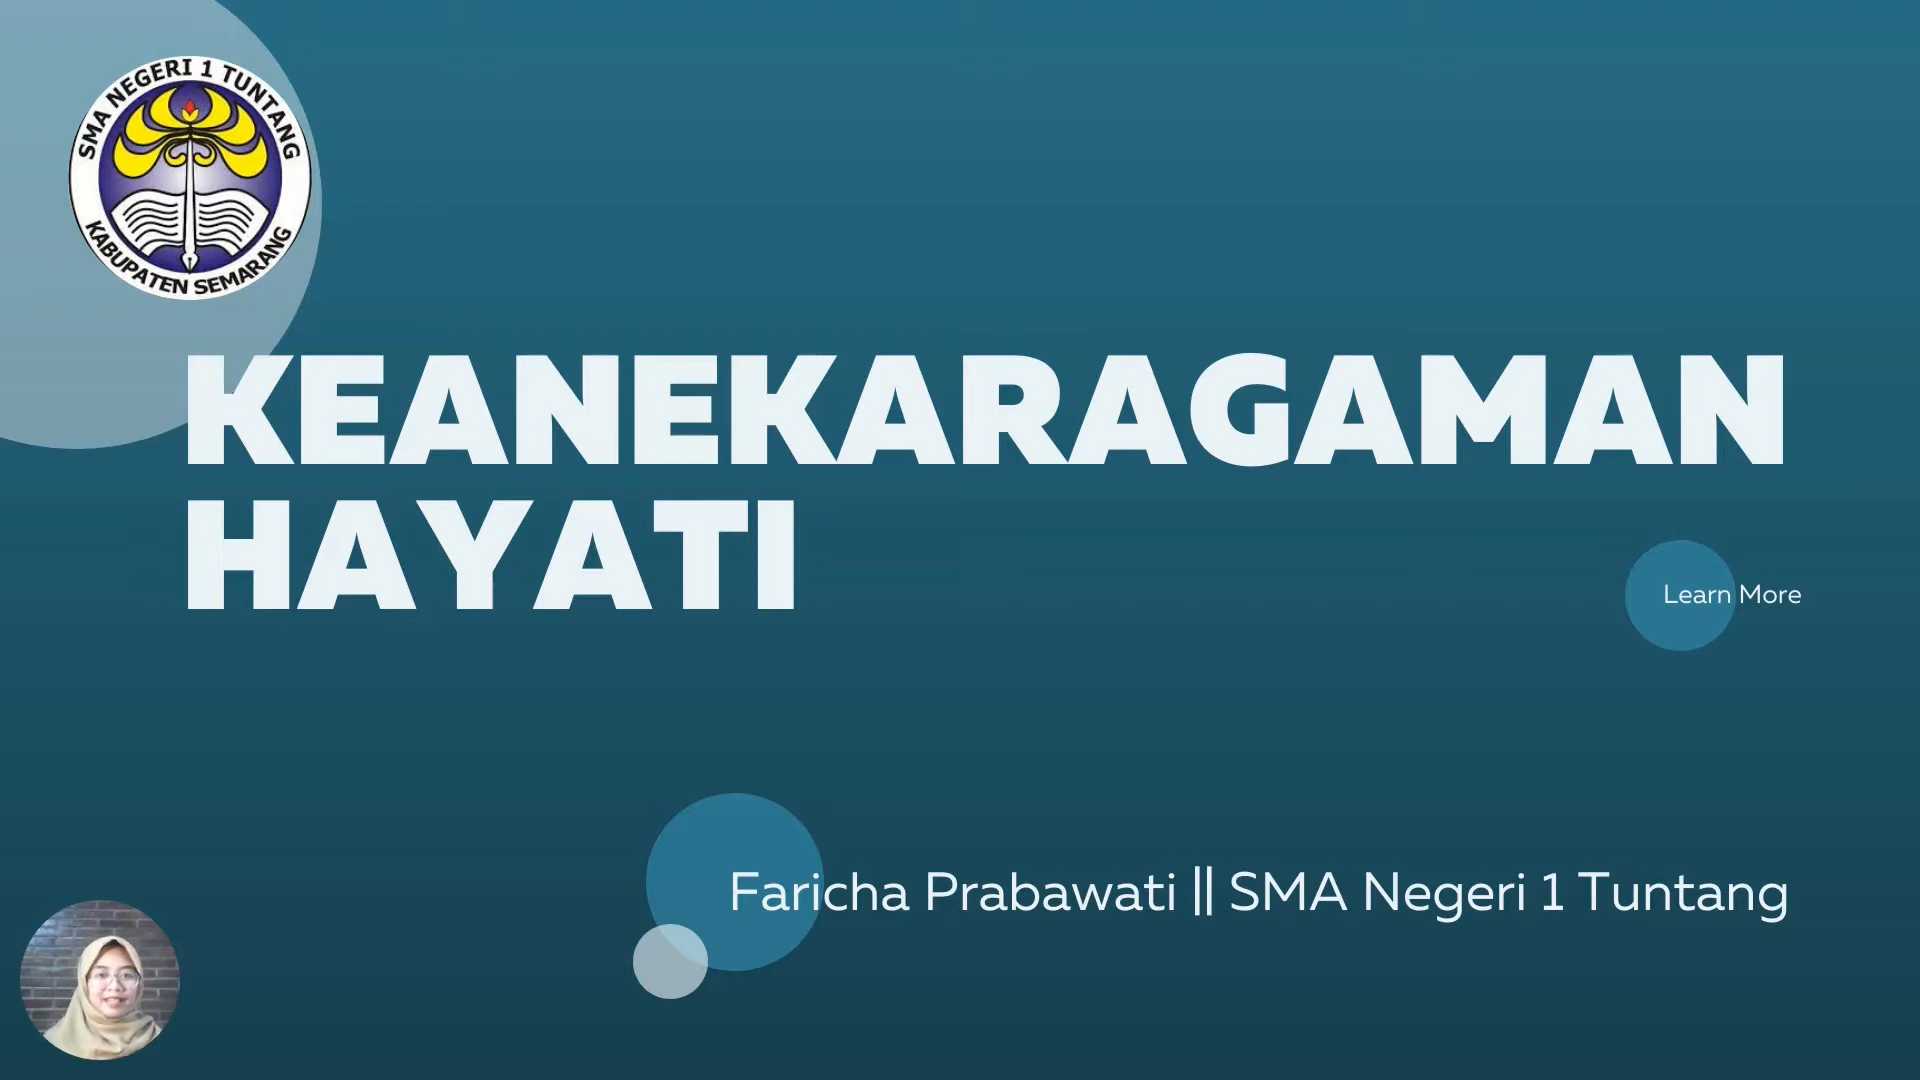 SMA NEGERI 1 TUNTANG
KABUPATEN SEMARANG
KEANEKARAGAMAN
HAYATI
Learn More
Faricha Prabawati || SMA Negeri 1 Tuntang